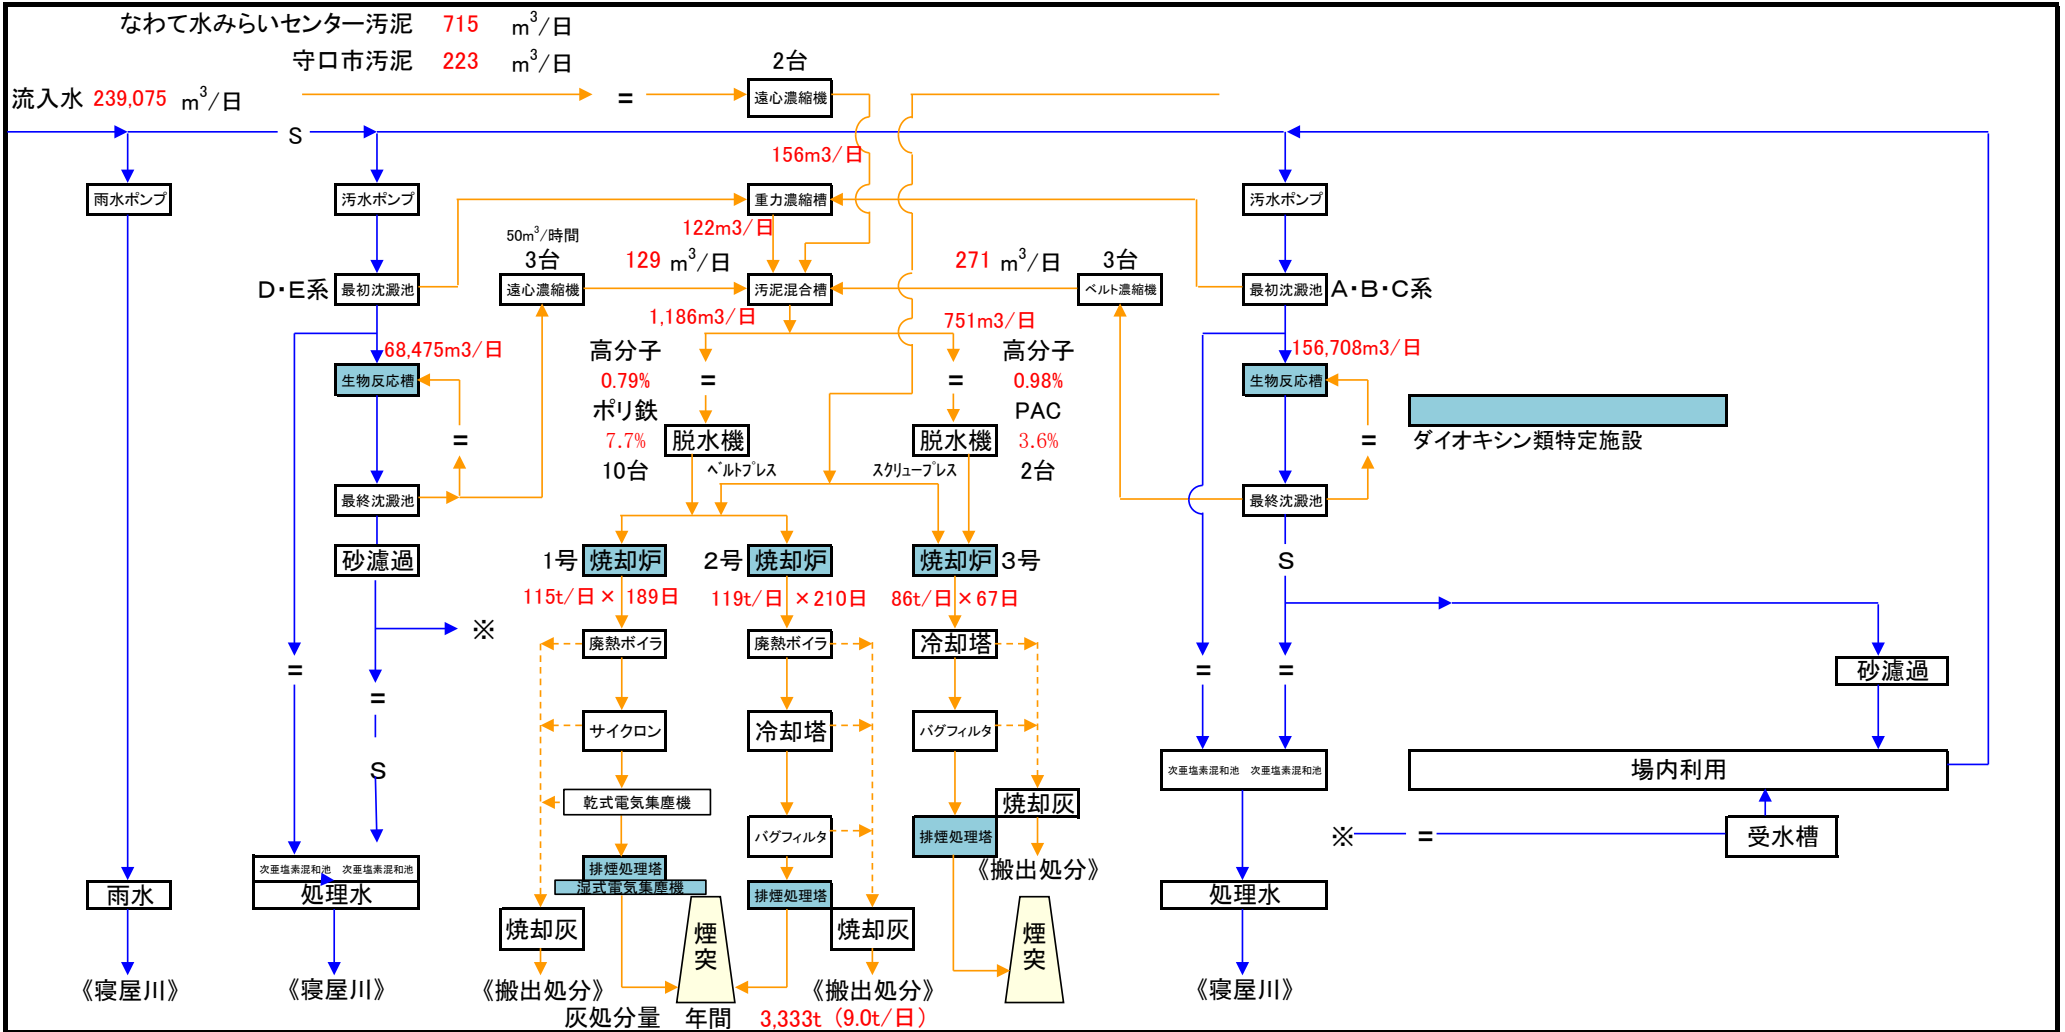 なわて水みらいセンター汚泥 715 m³/日
守口市汚泥 223 m³/日
2台
流入水 239,075 m³/日
=
遠心濃縮機
S
156m3/日
雨水ポンプ
汚水ポンプ
重力濃縮槽
汚水ポンプ
122m3/日
50m³/時間
3台
129 m³/日
271 m³/日
3台
D・E系
最初沈澱池
遠心濃縮機
汚泥混合槽
ベルト濃縮機
最初沈澱池
A・B・C系
1,186m3/日
751m3/日
68,475m3/日
高分子
高分子
156,708m3/日
生物反応槽
0.79%
=
=
0.98%
生物反応槽
ポリ鉄
PAC
=
7.7%
脱水機
脱水機
3.6%
=
ダイオキシン類特定施設
10台
ベルトプレス
スクリュープレス
2台
最終沈澱池
最終沈澱池
砂濾過
1号
焼却炉
2号
焼却炉
焼却炉
3号
S
115t/日 × 189日
119t/日 ×210日
86t/日 ×67日
※
廃熱ボイラ
廃熱ボイラ
冷却塔
=
=
=
=
砂濾過
サイクロン
冷却塔
バグフィルタ
S
次亜塩素混和池 次亜塩素混和池
場内利用
乾式電気集塵機
焼却灰
バグフィルタ
排煙処理塔
※
=
受水槽
次亜塩素混和池 次亜塩素混和池
排煙処理塔
《搬出処分》
雨水
処理水
湿式電気集塵機
排煙処理塔
処理水
焼却灰
煙突
焼却灰
煙突
《寝屋川》
《寝屋川》
《搬出処分》
《搬出処分》
《寝屋川》
灰処分量 年間 3,333t (9.0t/日)